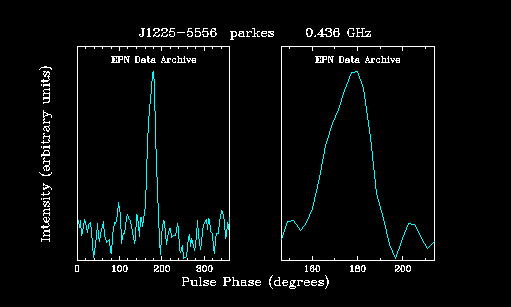 J1225-5556 parkes 0.436 GHz
EPN Data Archive
EPN Data Archive
Intensity (arbitrary units)
0 100 200 300
160 180 200
Pulse Phase (degrees)